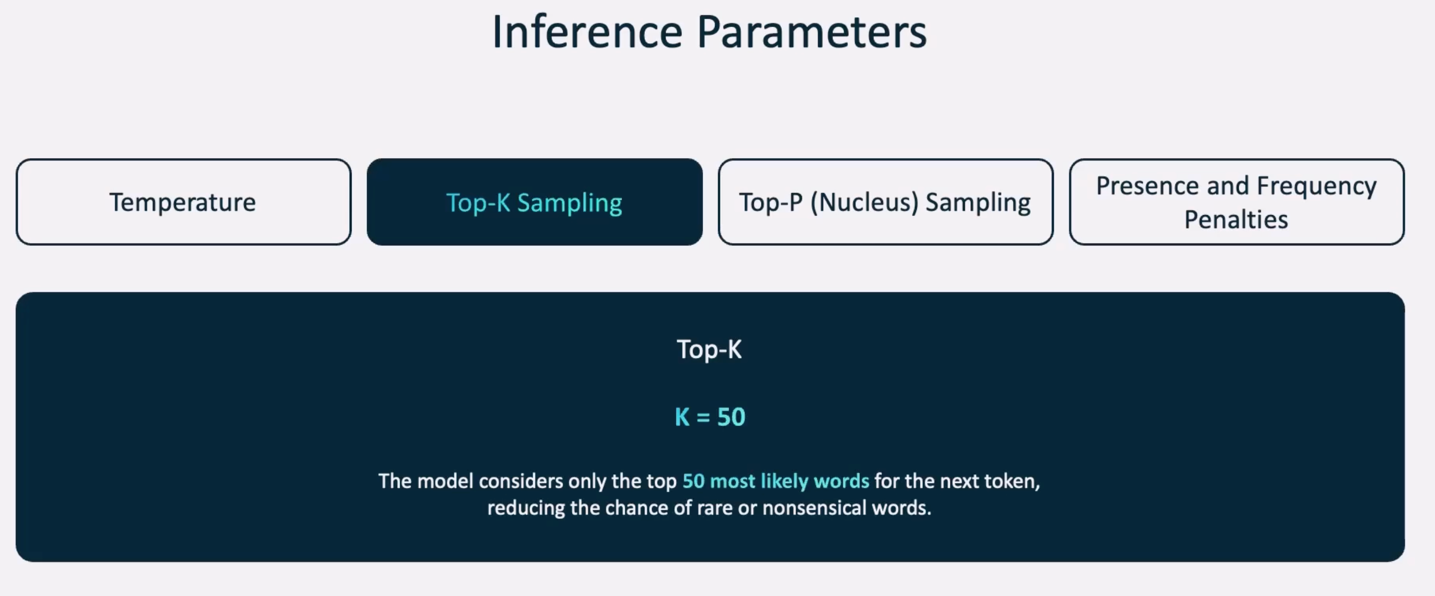 Inference Parameters
Temperature
Top-K Sampling
Top-P (Nucleus) Sampling
Presence and Frequency
Penalties
Top-K
K = 50
The model considers only the top 50 most likely words for the next token,
reducing the chance of rare or nonsensical words.